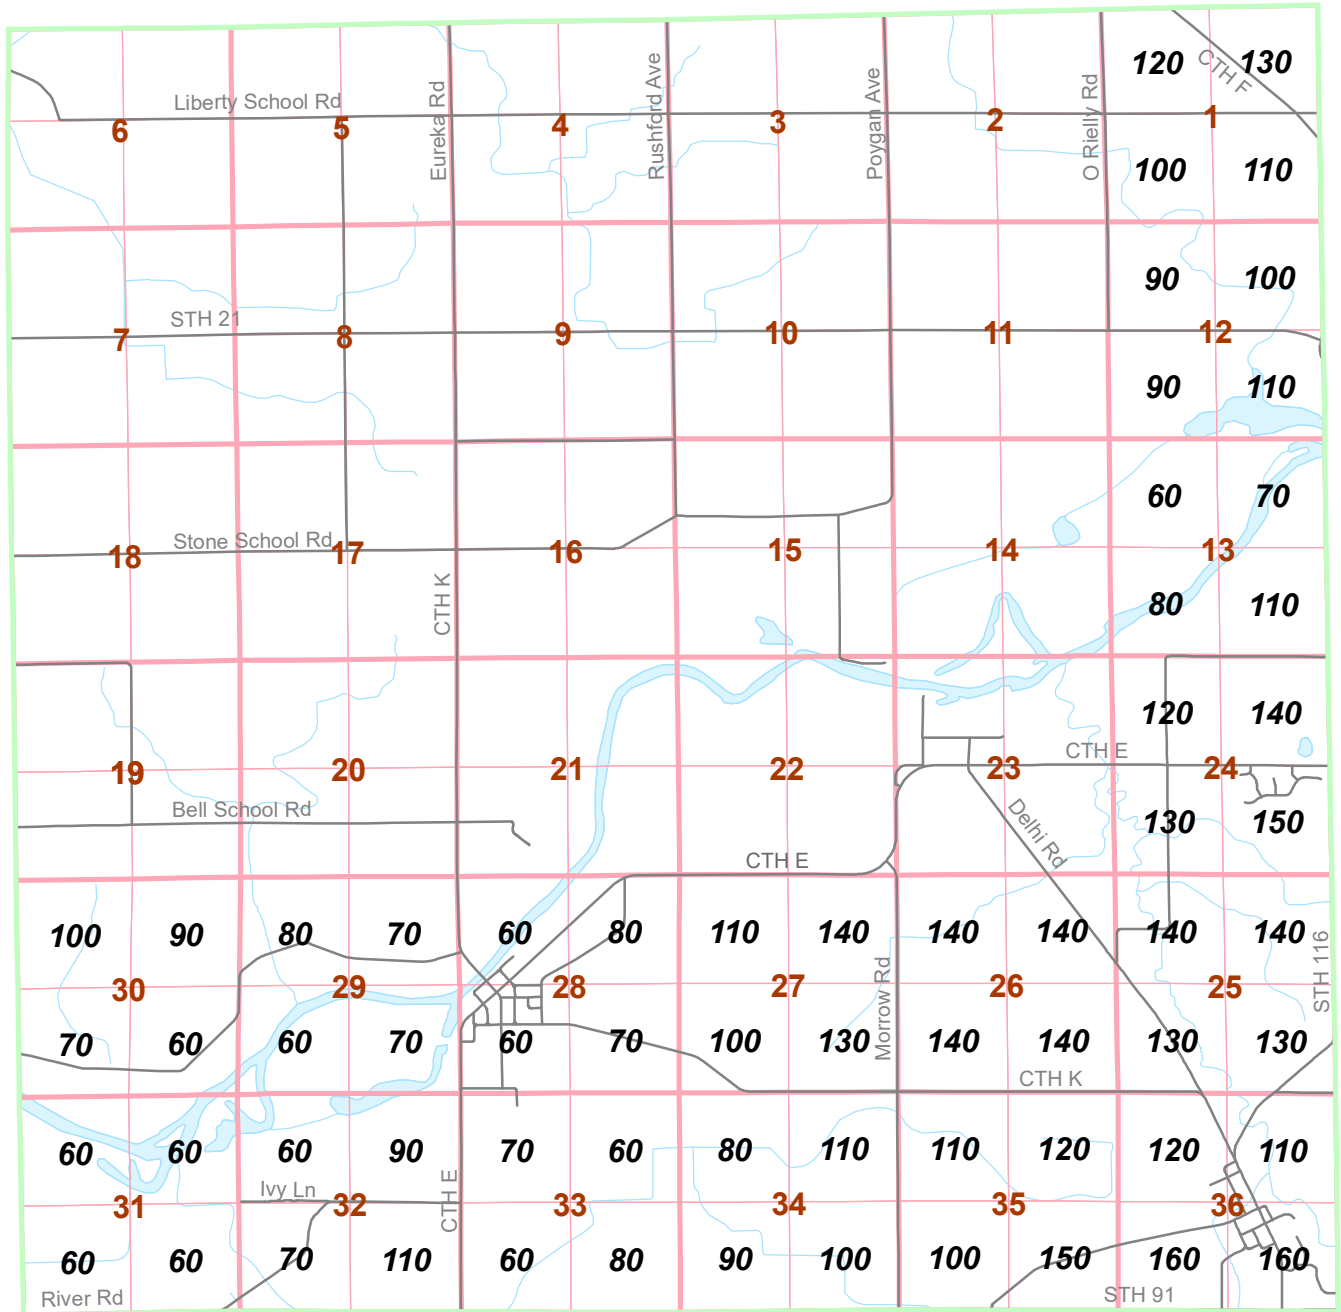 120 130
CTH F
Liberty School Rd
Eureka Rd
Rushford Ave
Poygan Ave
O Rielly Rd
6 5 4 3 2 1
100 110
90 100
STH 21
7 8 9 10 11 12
90 110
60 70
Stone School Rd
18 17 16 15 14 13
CTH K
80 110
120 140
CTH E
19 20 21 22 23 24
Bell School Rd
Delhi Rd
130 150
CTH E
100 90 80 70 60 80 110 140 140 140 140 140
STH 116
30 29 28 27 26 25
Morrow Rd
70 60 60 70 60 70 100 130 140 140 130 130
CTH K
60 60 60 90 70 60 80 110 110 120 120 110
Ivy Ln
CTH E
31 32 33 34 35 36
60 60 70 110 60 80 90 100 100 150 160 160
River Rd
STH 91